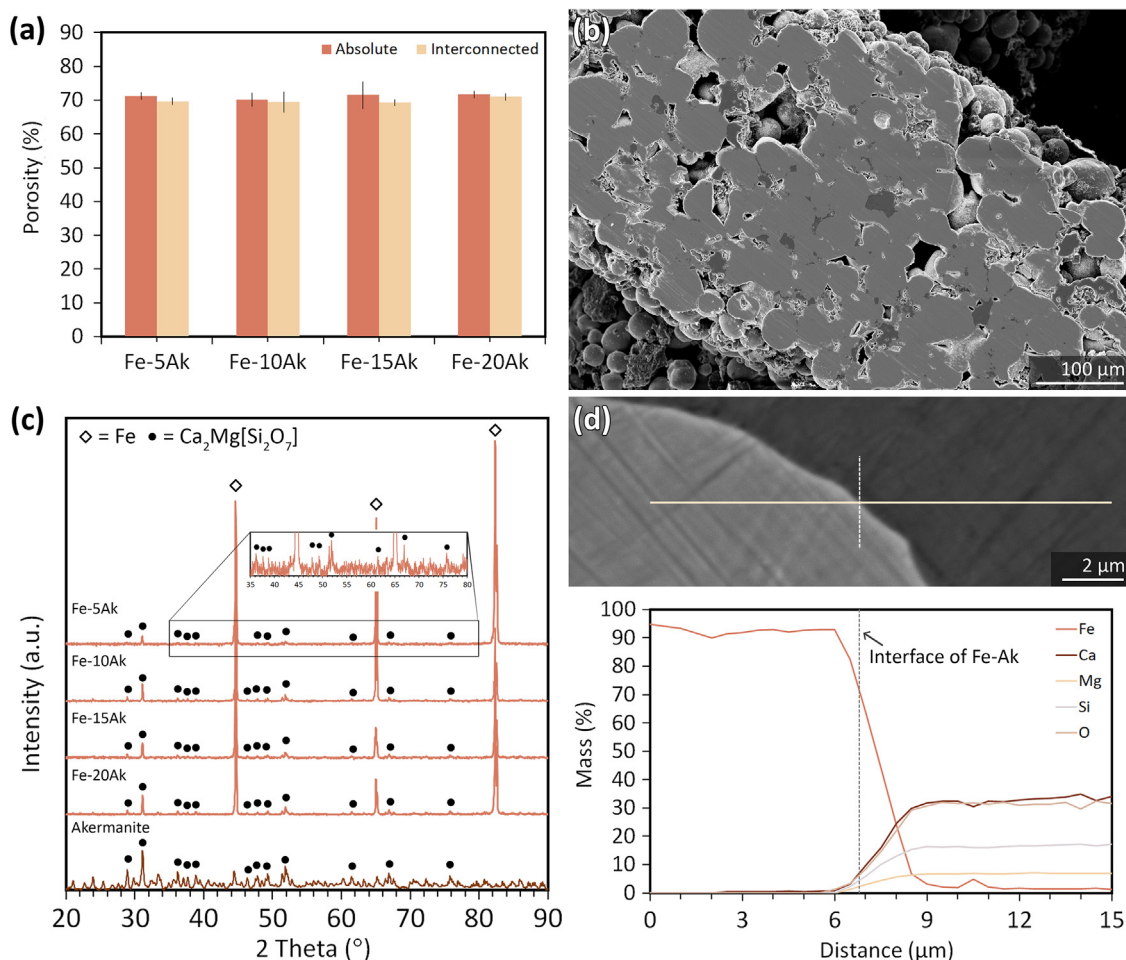 (a)
90
80
70
60
50
40
30
20
10
0
Porosity (%)
Absolute
Interconnected
Fe-5Ak
Fe-10Ak
Fe-15Ak
Fe-20Ak
(b)
100 μm
(c)
◇ = Fe ● = Ca₂Mg[Si₂O₇]
35 40 45 50 55 60 65 70 75 80
Fe-5Ak
Fe-10Ak
Fe-15Ak
Fe-20Ak
Akermanite
Intensity (a.u.)
20 30 40 50 60 70 80 90
2 Theta (°)
(d)
2 μm
100
90
80
70
60
50
40
30
20
10
0
Mass (%)
Interface of Fe-Ak
Fe
Ca
Mg
Si
O
0 3 6 9 12 15
Distance (μm)